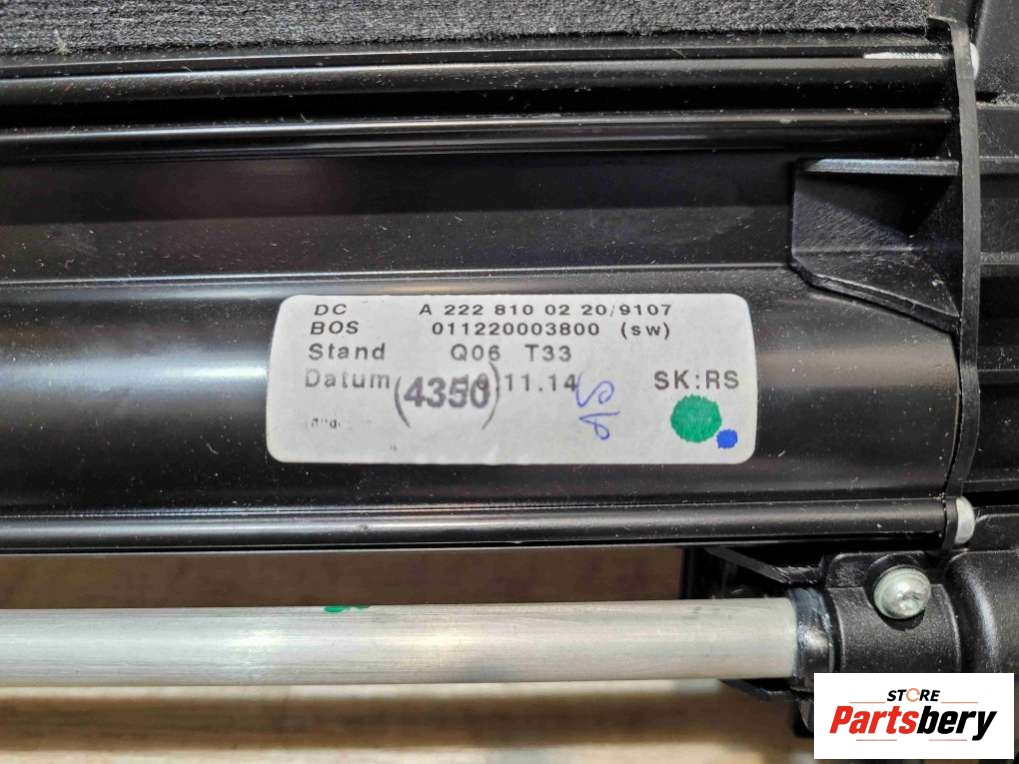 DC A 222 810 02 20/9107
BOS 011220003800 (sw)
Stand Q06 T33
Datum .11.14 SK:RS
(4350)
STORE
Partsbery